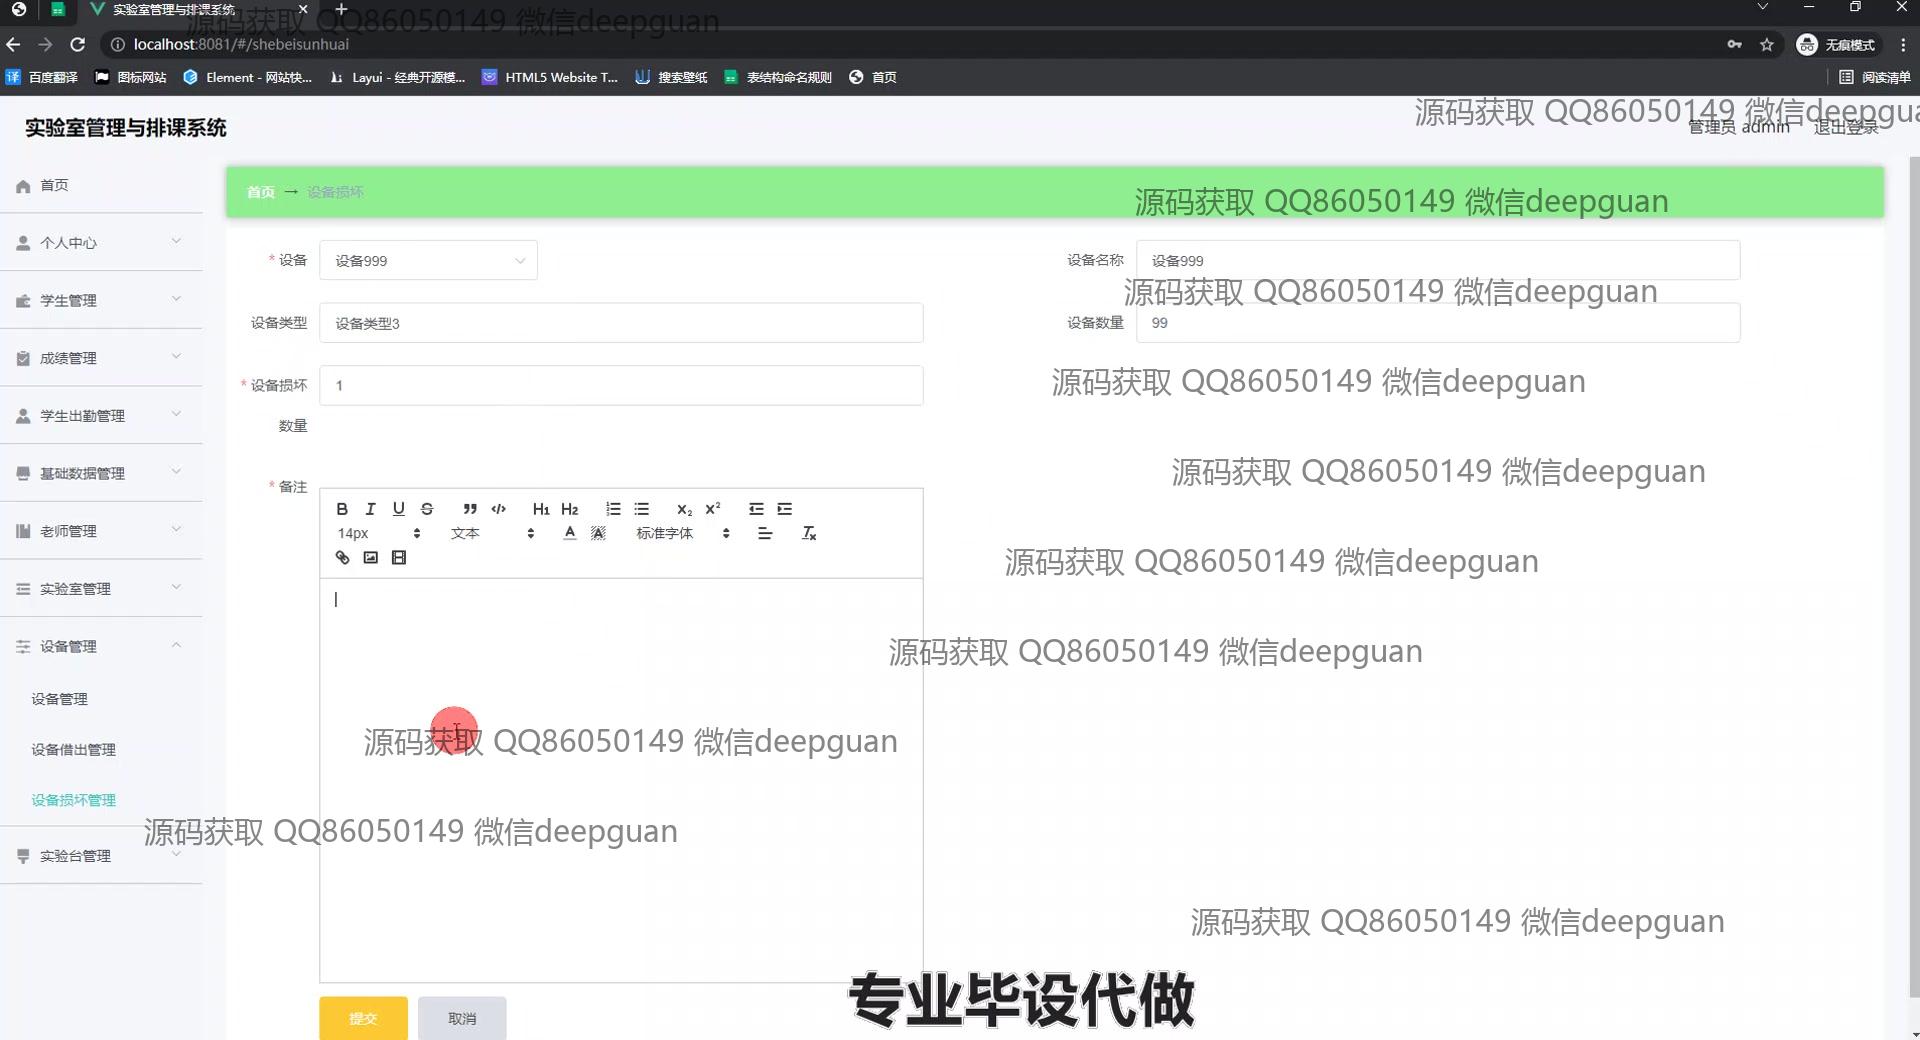 实验室管理与排课系统
源码获取 QQ86050149 微信deepguan
localhost:8081/#/shebeisunhuai
无痕模式
百度翻译 图标网站 Element - 网站快... Layui - 经典开源模... HTML5 Website T... 搜索壁纸 表结构命名规则 首页 阅读清单
源码获取 QQ86050149 微信deepgua
实验室管理与排课系统
管理员 admin 退出登录
首页
首页 → 设备损坏
源码获取 QQ86050149 微信deepguan
个人中心
* 设备 设备999
设备名称 设备999
源码获取 QQ86050149 微信deepguan
学生管理
设备类型 设备类型3
设备数量 99
成绩管理
* 设备损坏数量 1
源码获取 QQ86050149 微信deepguan
学生出勤管理
基础数据管理
源码获取 QQ86050149 微信deepguan
* 备注
B I U S H1 H2 X2 X2
14px 文本 A A 标准字体 Tx
老师管理
源码获取 QQ86050149 微信deepguan
实验室管理
设备管理
源码获取 QQ86050149 微信deepguan
设备管理
设备借出管理
源码获取 QQ86050149 微信deepguan
设备损坏管理
源码获取 QQ86050149 微信deepguan
实验台管理
源码获取 QQ86050149 微信deepguan
专业毕设代做
提交 取消